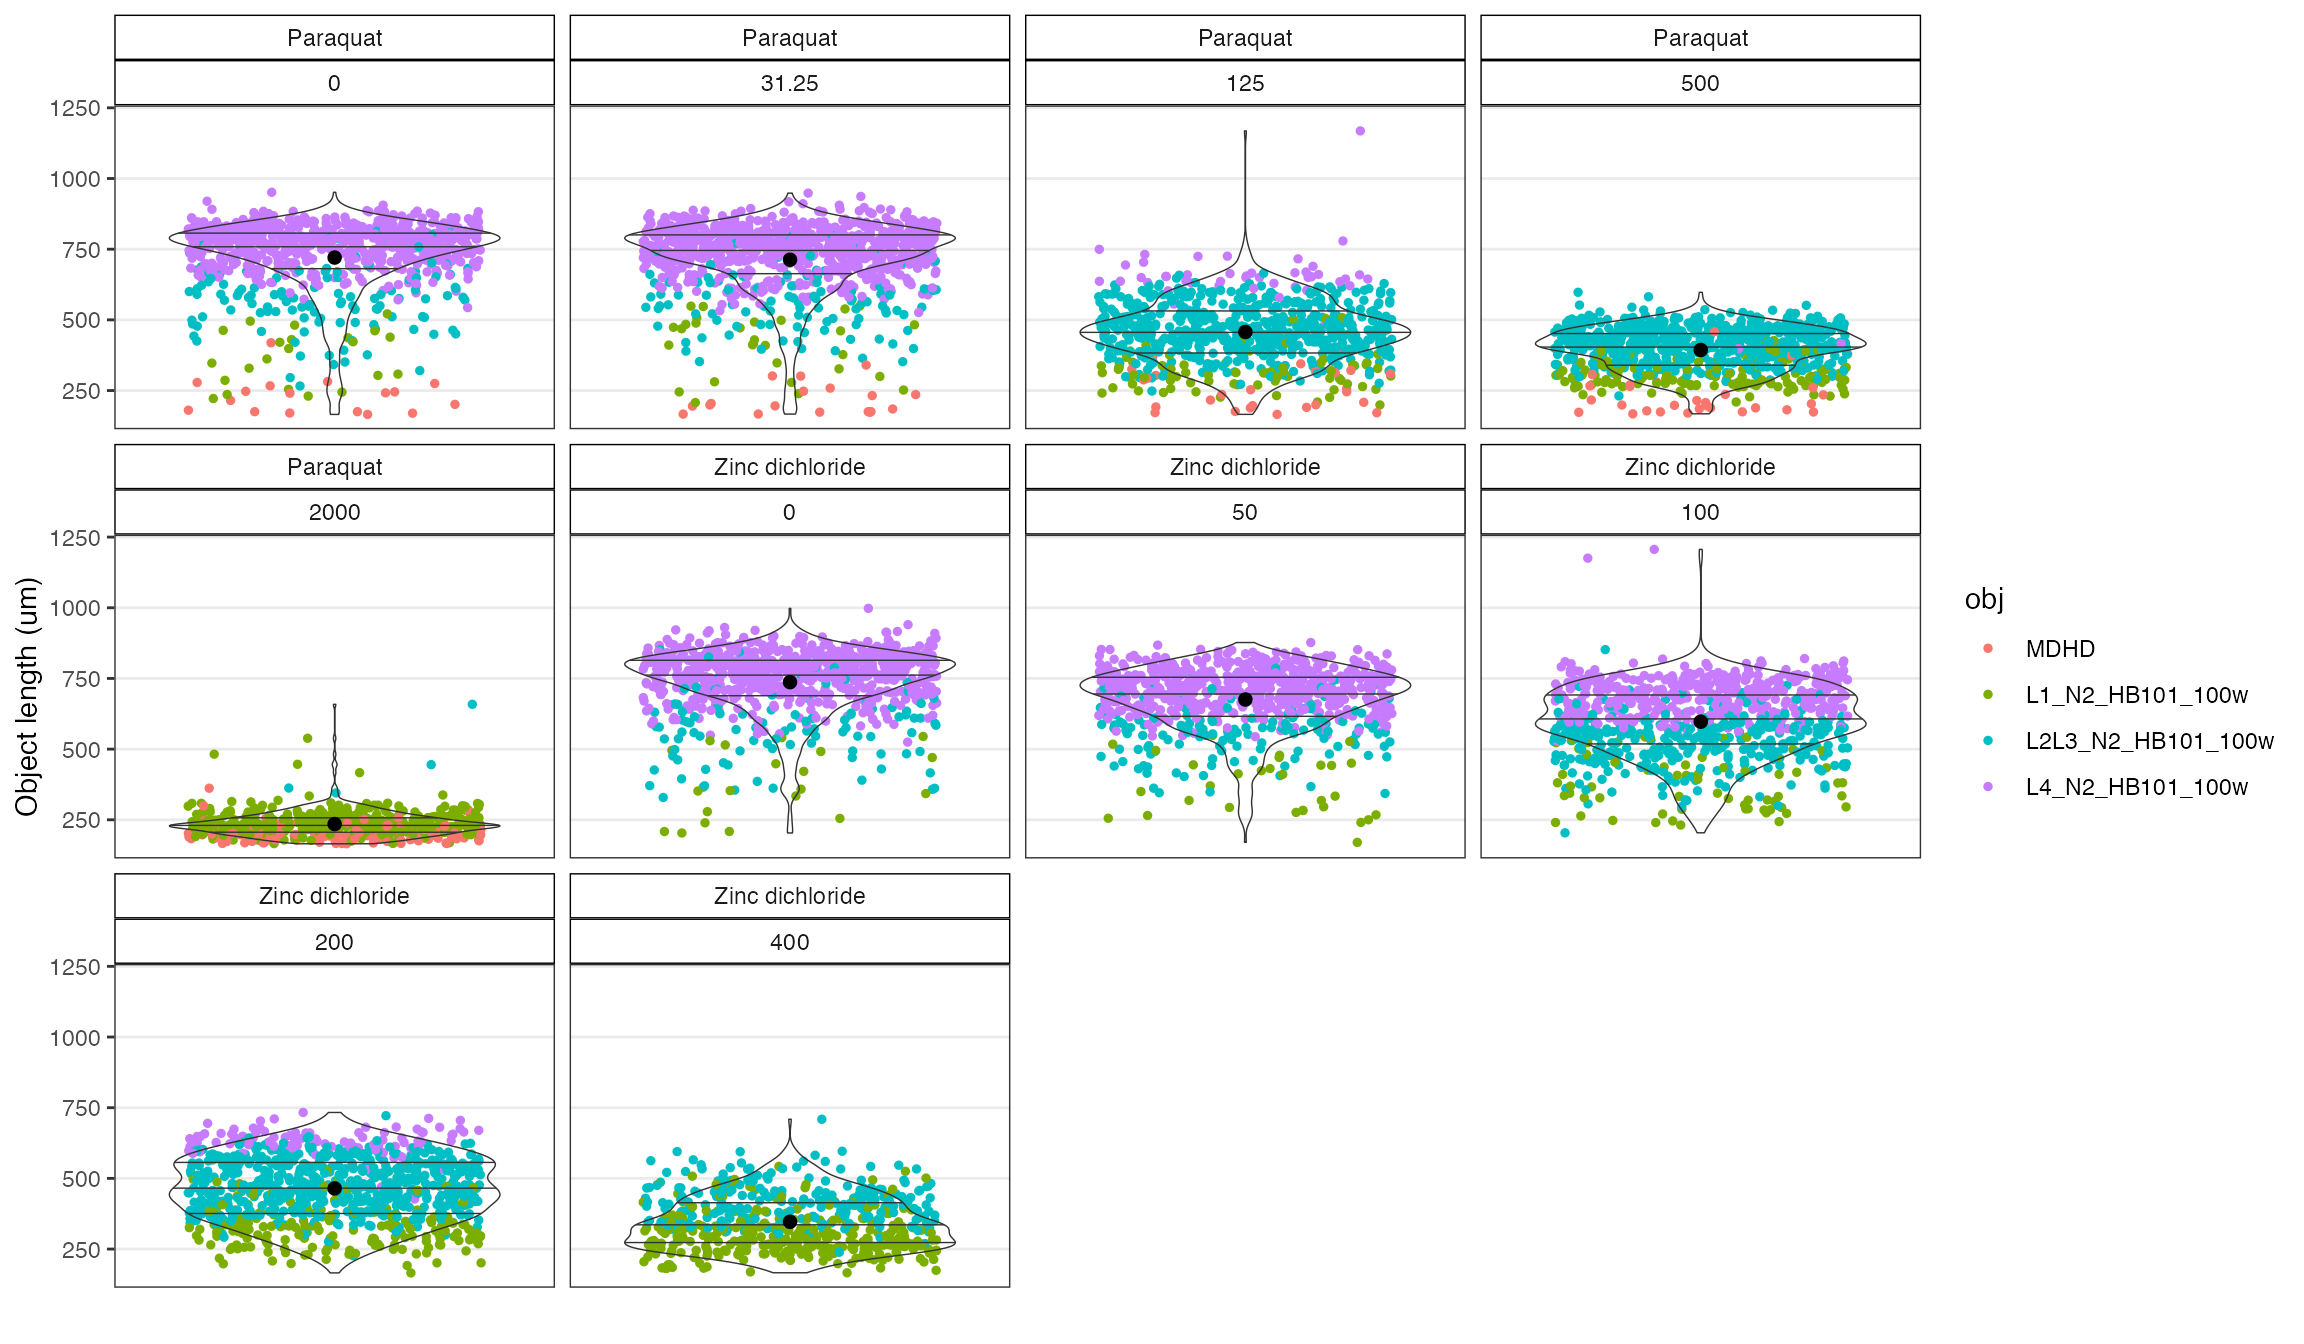 Paraquat Paraquat Paraquat Paraquat
0 31.25 125 500
1250
1000
750
500
250
Paraquat Zinc dichloride Zinc dichloride Zinc dichloride
2000 0 50 100
1250
1000
750
500
250
Zinc dichloride Zinc dichloride
200 400
1250
1000
750
500
250
Object length (um)
obj
MDHD
L1_N2_HB101_100w
L2L3_N2_HB101_100w
L4_N2_HB101_100w